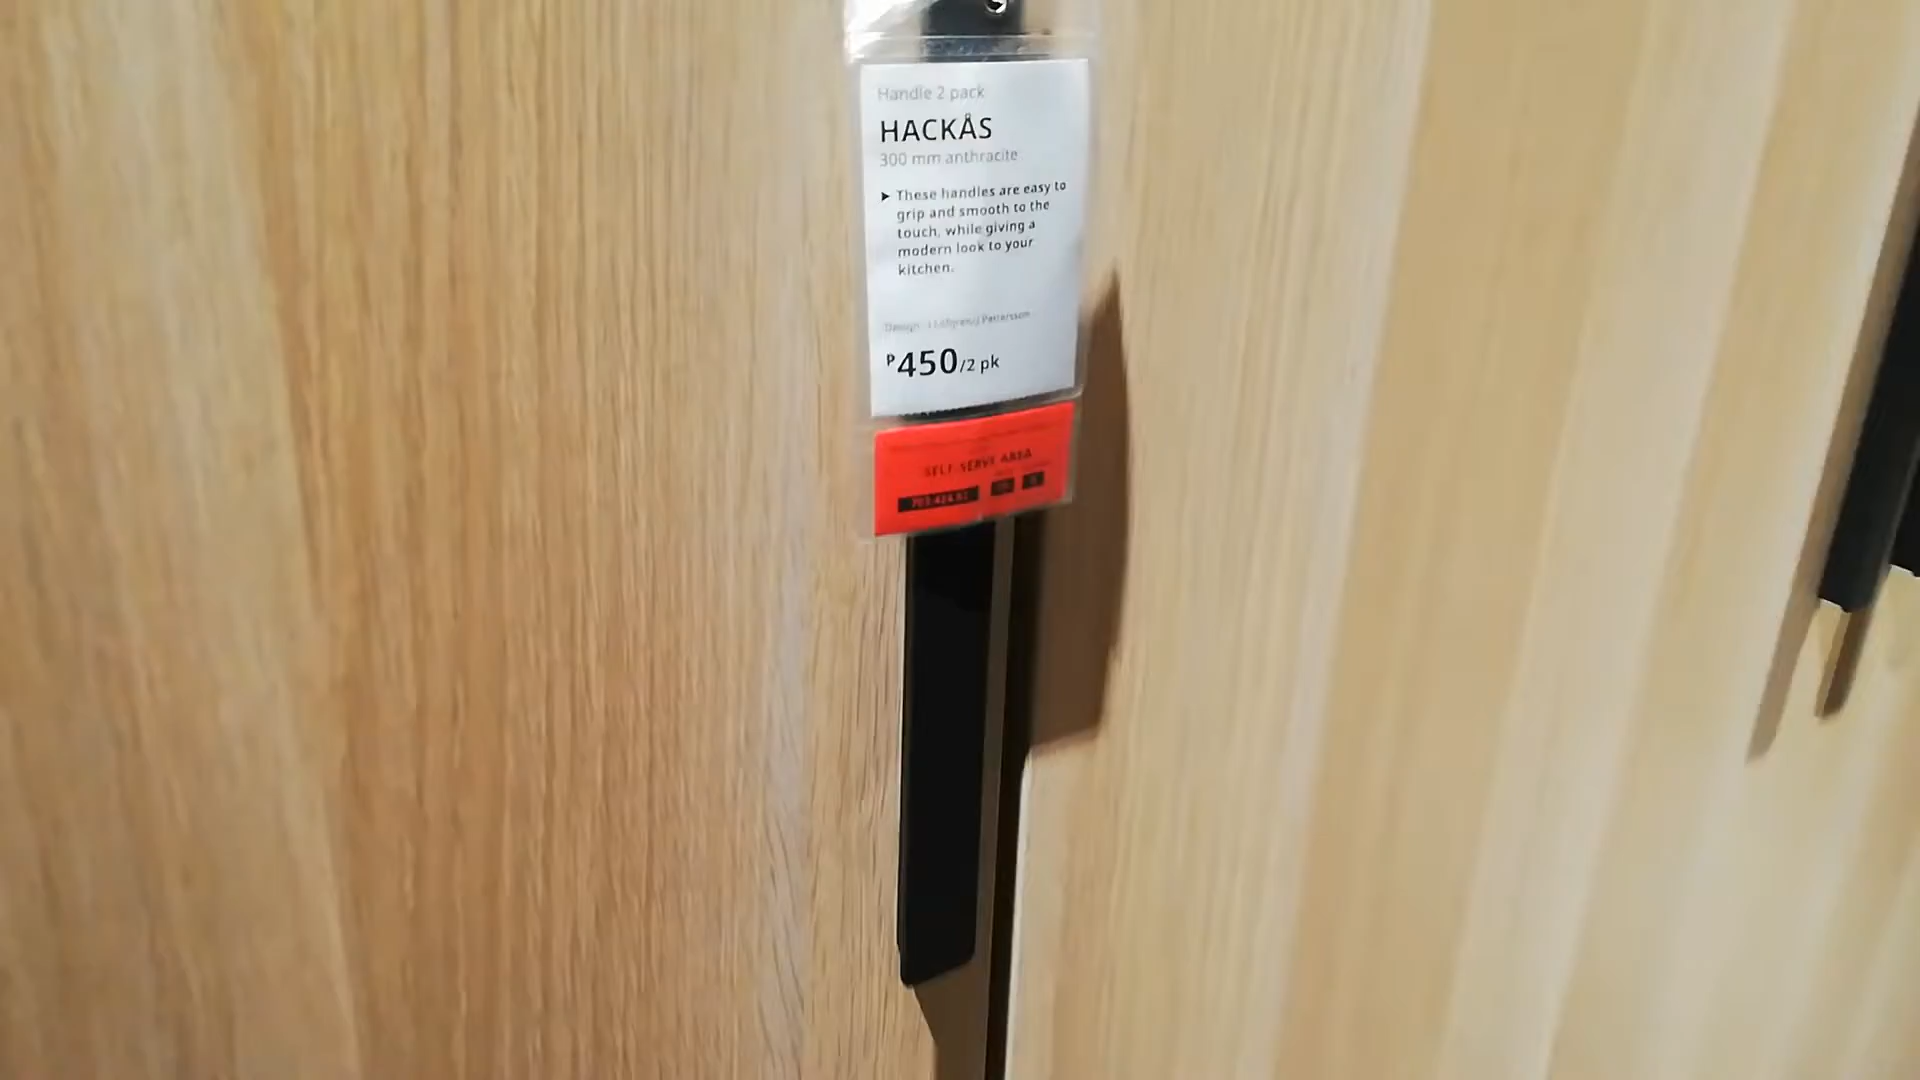 Handle 2 pack
HACKÅS
300 mm anthracite
➤ These handles are easy to
grip and smooth to the
touch, while giving a
modern look to your
kitchen.
Design
₱450/2 pk
SELF SERVE AREA